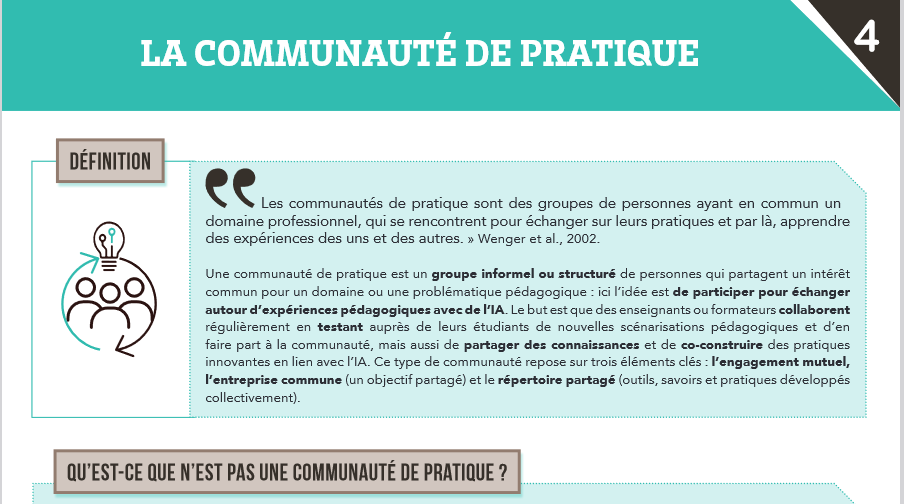 LA COMMUNAUTÉ DE PRATIQUE
4
DÉFINITION
Les communautés de pratique sont des groupes de personnes ayant en commun un
domaine professionnel, qui se rencontrent pour échanger sur leurs pratiques et par là, apprendre
des expériences des uns et des autres. » Wenger et al., 2002.
Une communauté de pratique est un groupe informel ou structuré de personnes qui partagent un intérêt
commun pour un domaine ou une problématique pédagogique : ici l'idée est de participer pour échanger
autour d'expériences pédagogiques avec de l'IA. Le but est que des enseignants ou formateurs collaborent
régulièrement en testant auprès de leurs étudiants de nouvelles scénarisations pédagogiques et d'en
faire part à la communauté, mais aussi de partager des connaissances et de co-construire des pratiques
innovantes en lien avec l'IA. Ce type de communauté repose sur trois éléments clés : l'engagement mutuel,
l'entreprise commune (un objectif partagé) et le répertoire partagé (outils, savoirs et pratiques développés
collectivement).
QU'EST-CE QUE N'EST PAS UNE COMMUNAUTÉ DE PRATIQUE ?